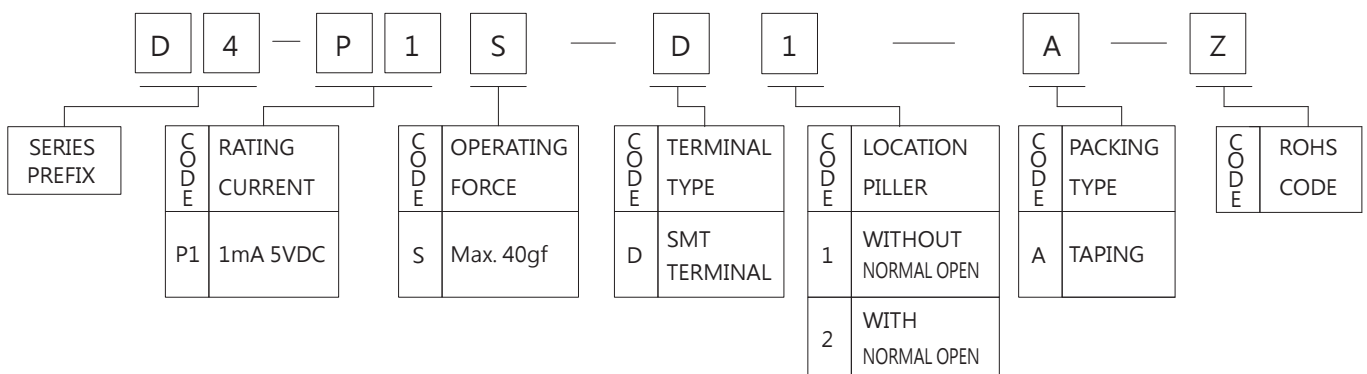 D 4 — P 1 S — D 1 — A — Z
SERIES
PREFIX
CODE
RATING
CURRENT
P1
1mA 5VDC
CODE
OPERATING
FORCE
S
Max. 40gf
CODE
TERMINAL
TYPE
D
SMT
TERMINAL
CODE
LOCATION
PILLER
1
WITHOUT
NORMAL OPEN
2
WITH
NORMAL OPEN
CODE
PACKING
TYPE
A
TAPING
CODE
ROHS
CODE